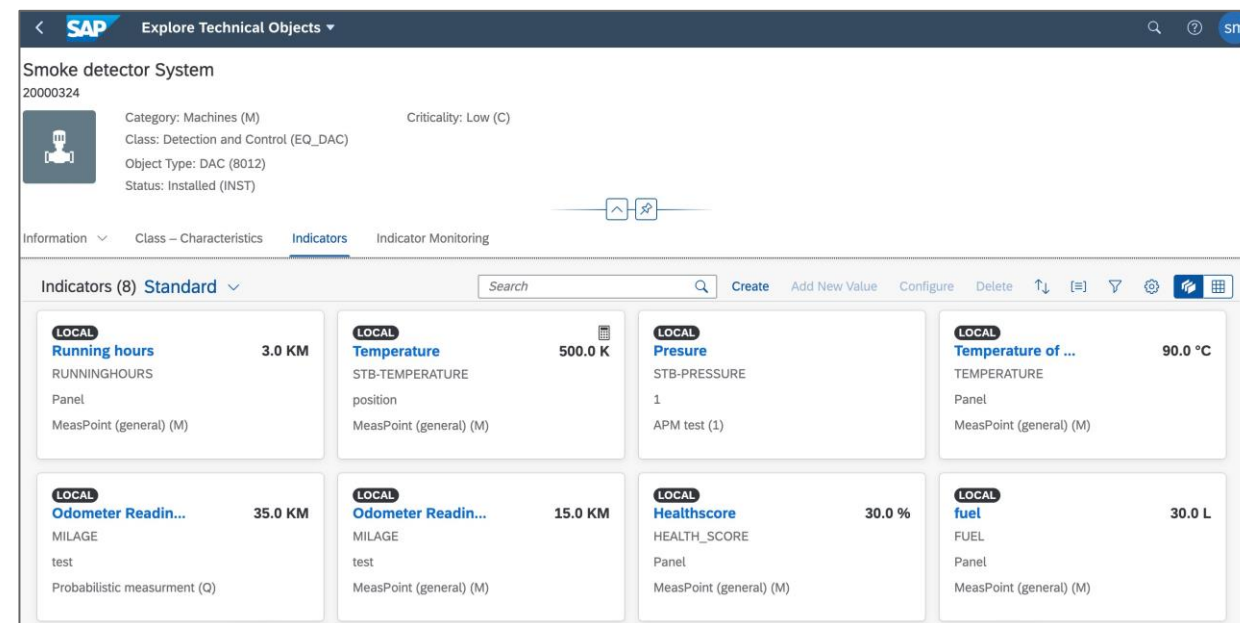 SAP Explore Technical Objects
sm
Smoke detector System
20000324
Category: Machines (M) Criticality: Low (C)
Class: Detection and Control (EQ_DAC)
Object Type: DAC (8012)
Status: Installed (INST)
Information Class – Characteristics Indicators Indicator Monitoring
Indicators (8) Standard Search Create Add New Value Configure Delete
LOCAL
Running hours 3.0 KM
RUNNINGHOURS
Panel
MeasPoint (general) (M)
LOCAL
Temperature 500.0 K
STB-TEMPERATURE
position
MeasPoint (general) (M)
LOCAL
Presure
STB-PRESSURE
1
APM test (1)
LOCAL
Temperature of ... 90.0 °C
TEMPERATURE
Panel
MeasPoint (general) (M)
LOCAL
Odometer Readin... 35.0 KM
MILAGE
test
Probabilistic measurment (Q)
LOCAL
Odometer Readin... 15.0 KM
MILAGE
test
MeasPoint (general) (M)
LOCAL
Healthscore 30.0 %
HEALTH_SCORE
Panel
MeasPoint (general) (M)
LOCAL
fuel 30.0 L
FUEL
Panel
MeasPoint (general) (M)